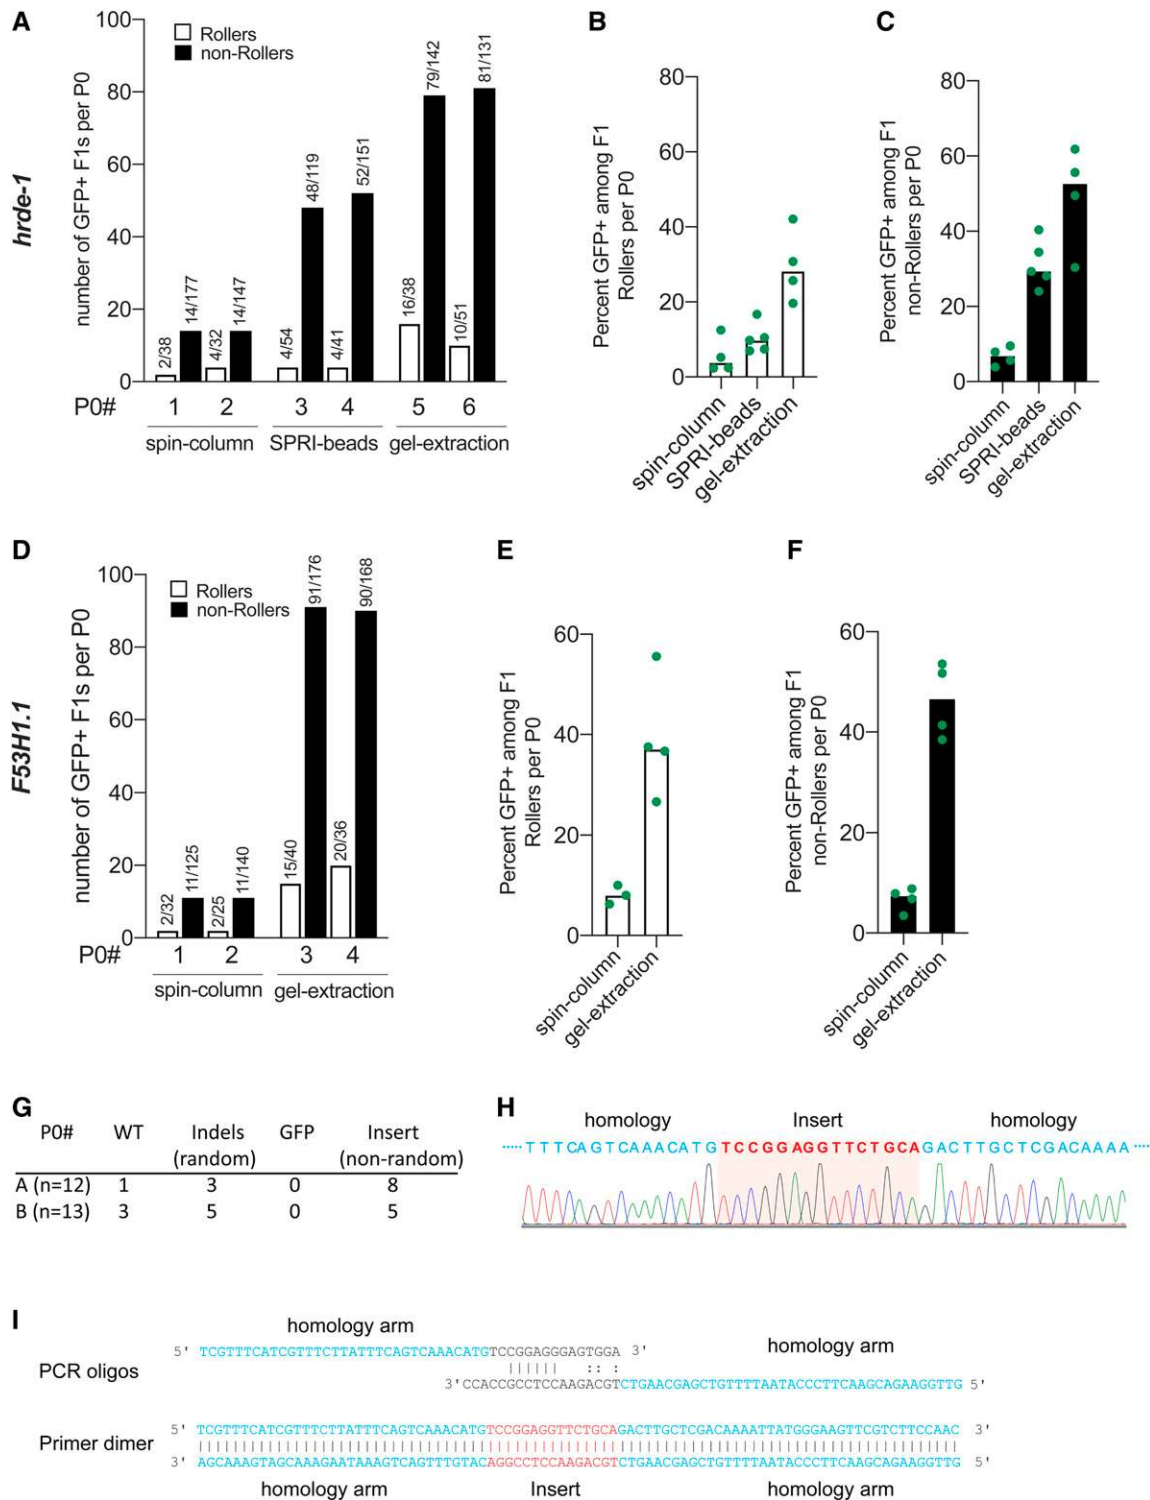 A
hrde-1
number of GFP+ F1s per P0
100
80
60
40
20
0
Rollers
non-Rollers
2/38
14/177
4/32
14/147
4/54
48/119
4/41
52/151
16/38
79/142
10/51
81/131
P0# 1 2 3 4 5 6
spin-column SPRI-beads gel-extraction
B
Percent GFP+ among F1
Rollers per P0
80
60
40
20
0
spin-column
SPRI-beads
gel-extraction
C
Percent GFP+ among F1
non-Rollers per P0
80
60
40
20
0
spin-column
SPRI-beads
gel-extraction
D
F53H1.1
number of GFP+ F1s per P0
100
80
60
40
20
0
Rollers
non-Rollers
2/32
11/125
2/25
11/140
15/40
91/176
20/36
90/168
P0# 1 2 3 4
spin-column gel-extraction
E
Percent GFP+ among F1
Rollers per P0
60
40
20
0
spin-column
gel-extraction
F
Percent GFP+ among F1
non-Rollers per P0
60
40
20
0
spin-column
gel-extraction
G
P0# WT Indels GFP Insert
(random) (non-random)
A (n=12) 1 3 0 8
B (n=13) 3 5 0 5
H
homology Insert homology
TTTCAGTCAAACATGTCCGGAGGTTCTGCAGACTTGCTCGACAAAA
I
homology arm
5' TCGTTTCATCGTTTCTTATTTCAGTCAAACATGTCCGGAGGGAGTGGA 3'
homology arm
PCR oligos
3'CCACCGCCTCCAAGACGTCTGAACGAGCTGTTTTAATACCCTTCAAGCAGAAGGTTG 5'
5' TCGTTTCATCGTTTCTTATTTCAGTCAAACATGTCCGGAGGTTCTGCAGACTTGCTCGACAAAATTATGGGAAGTTCGTCTTCCAAC 3'
Primer dimer
3' AGCAAAGTAGCAAAGAATAAAGTCAGTTTGTACAGGCCTCCAAGACGTCTGAACGAGCTGTTTTAATACCCTTCAAGCAGAAGGTTG 5'
homology arm Insert homology arm